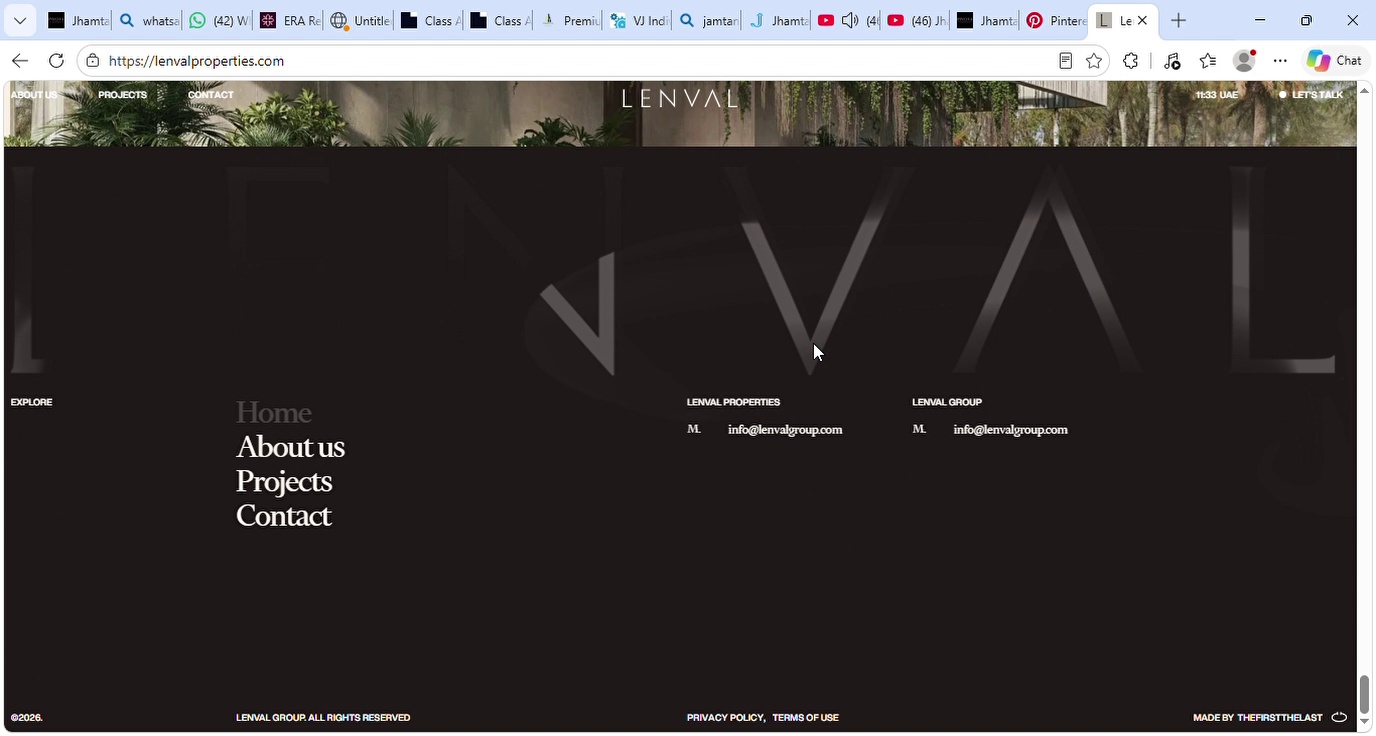 Jhamta
whatsa
(42) W
ERA Re
Untitle
Class A
Class A
Premiu
VJ Indi
jamtar
Jhamta
(46
(46) Jh
Jhamta
Pintere
Le
https://lenvalproperties.com
Chat
ABOUT US PROJECTS CONTACT
LENVAL
11:33 UAE LET'S TALK
LENVAL
EXPLORE
Home
About us
Projects
Contact
LENVAL PROPERTIES
M. info@lenvalgroup.com
LENVAL GROUP
M. info@lenvalgroup.com
©2026.
LENVAL GROUP. ALL RIGHTS RESERVED
PRIVACY POLICY, TERMS OF USE
MADE BY THEFIRSTTHELAST